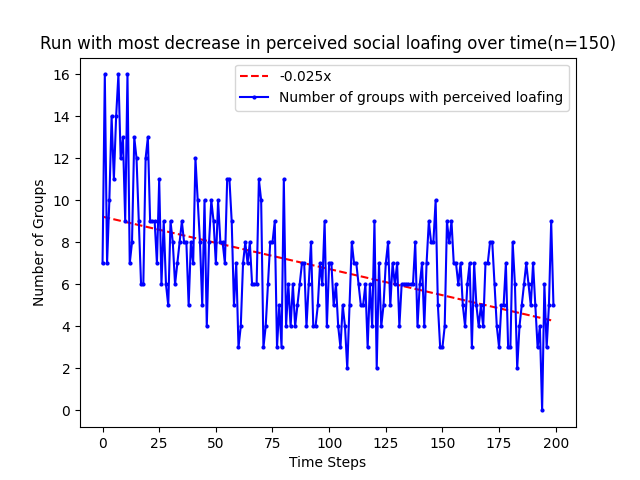 Run with most decrease in perceived social loafing over time(n=150)
-0.025x
Number of groups with perceived loafing
16
14
12
10
8
6
4
2
0
Number of Groups
0 25 50 75 100 125 150 175 200
Time Steps